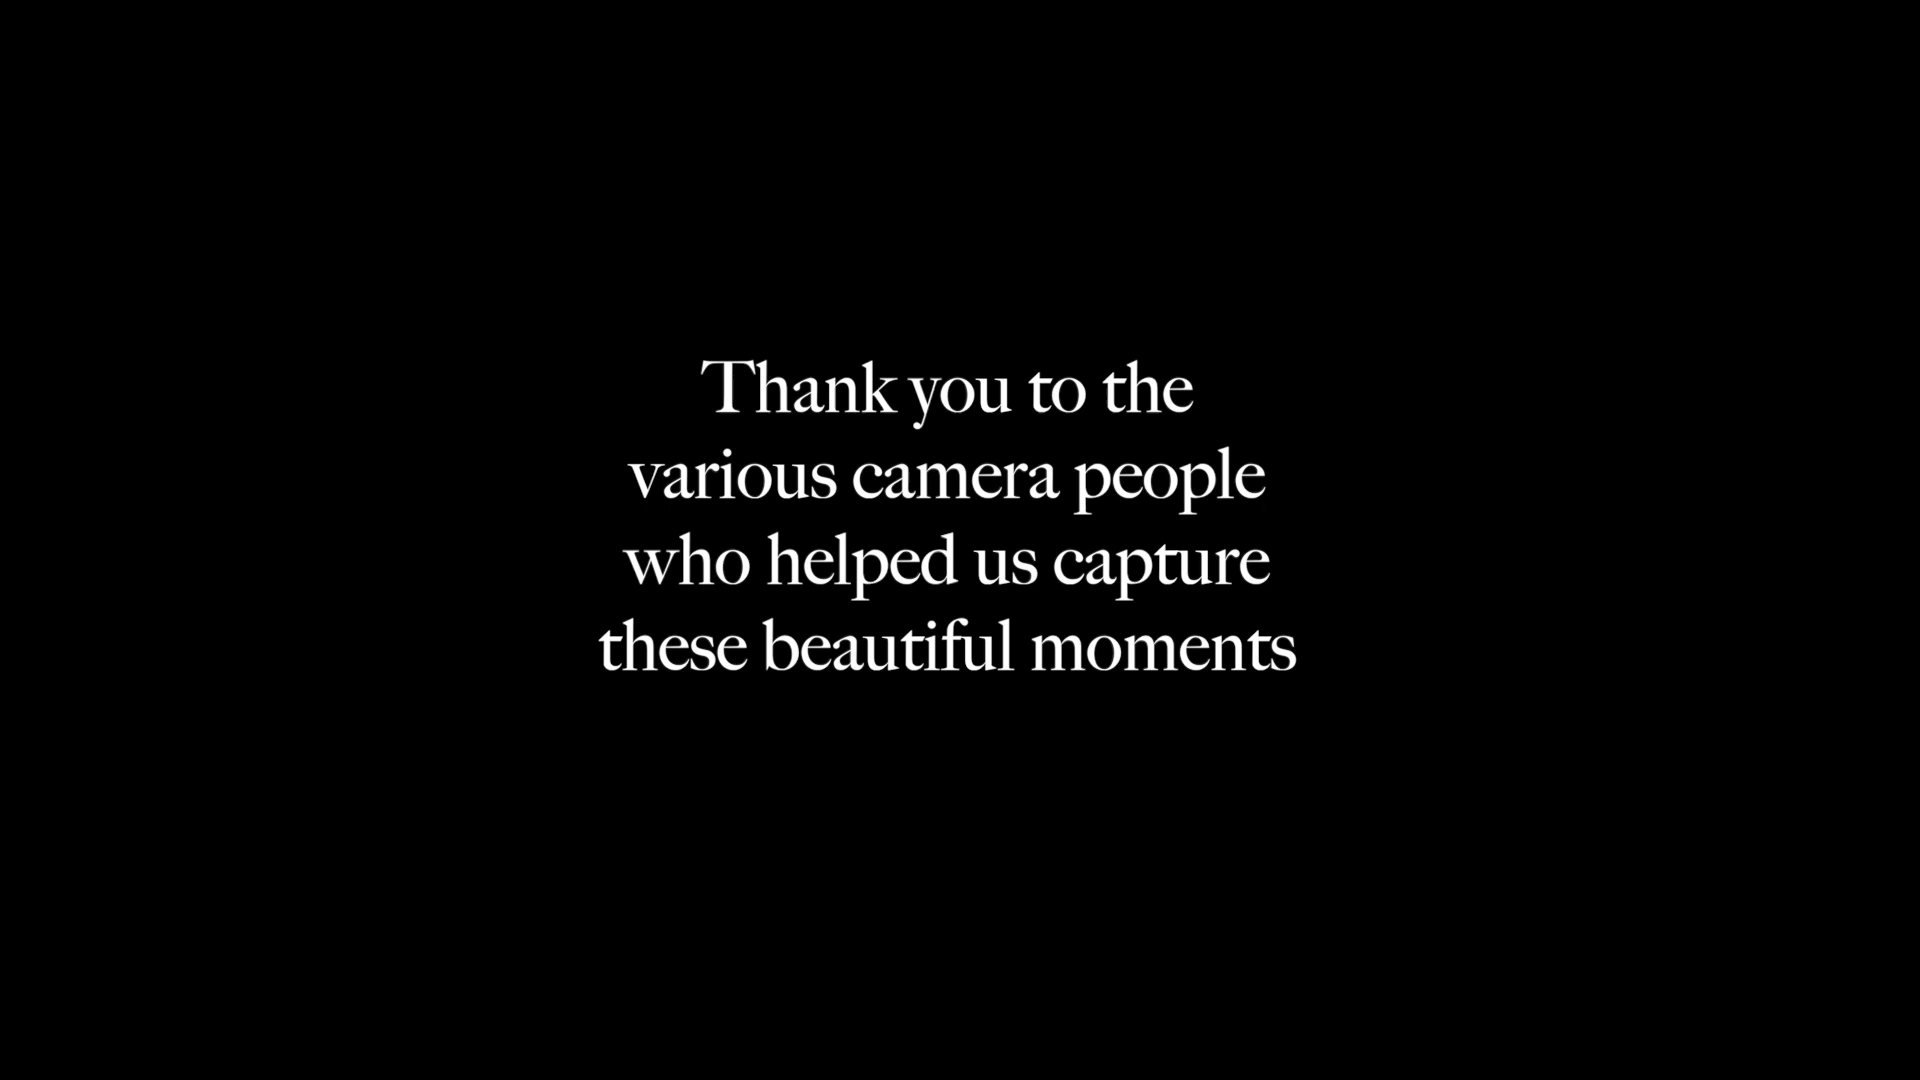 Thank you to the
various camera people
who helped us capture
these beautiful moments